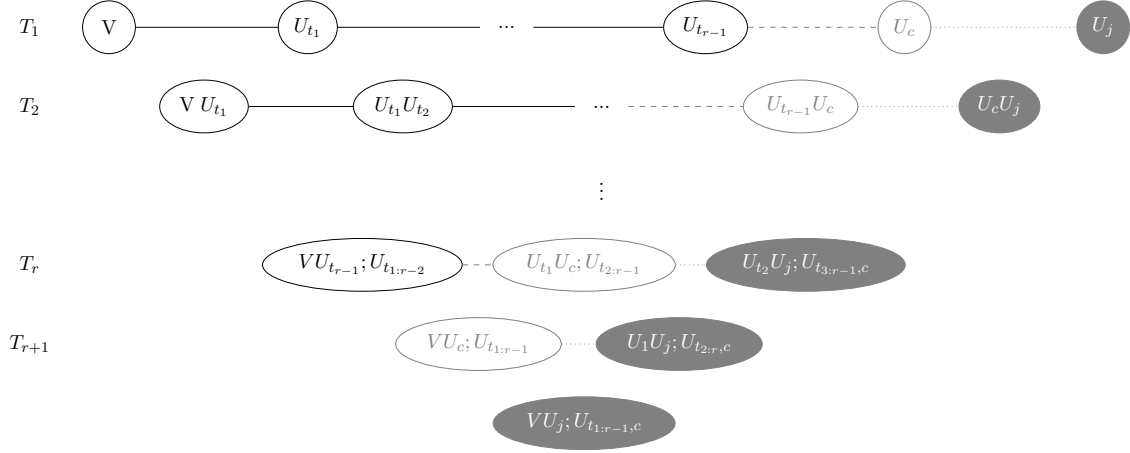 T₁ V U_{t_1} ... U_{t_{r-1}} U_c U_j
T₂ V U_{t_1} U_{t_1}U_{t_2} ... U_{t_{r-1}}U_c U_cU_j
⋮
T_r VU_{t_{r-1}}; U_{t_{1:r-2}} U_{t_1}U_c; U_{t_{2:r-1}} U_{t_2}U_j; U_{t_{3:r-1},c}
T_{r+1} VU_c; U_{t_{1:r-1}} U_1U_j; U_{t_{2:r},c}
VU_j; U_{t_{1:r-1},c}